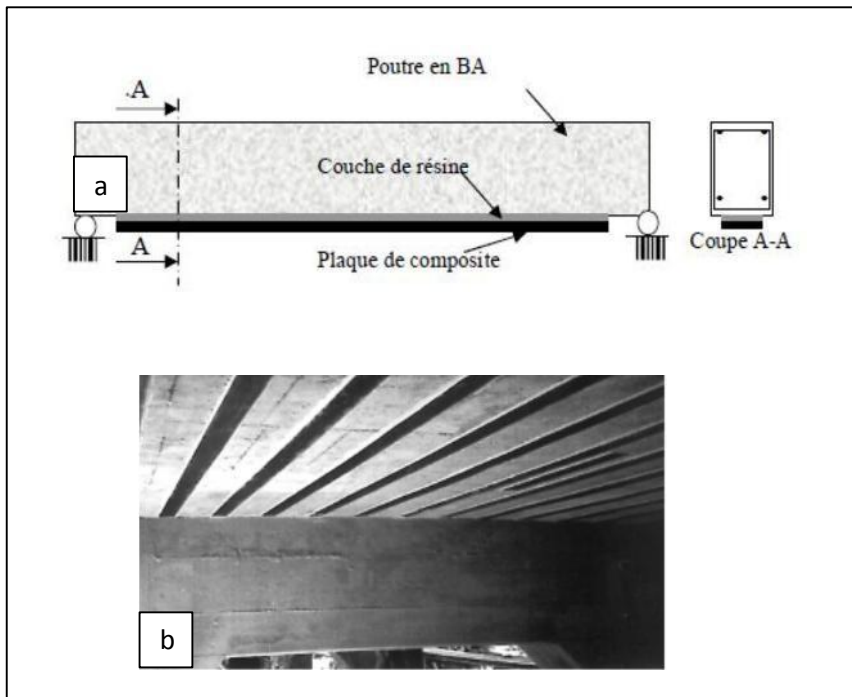 Poutre en BA
.A
a
Couche de résine
A
Plaque de composite
Coupe A-A
b